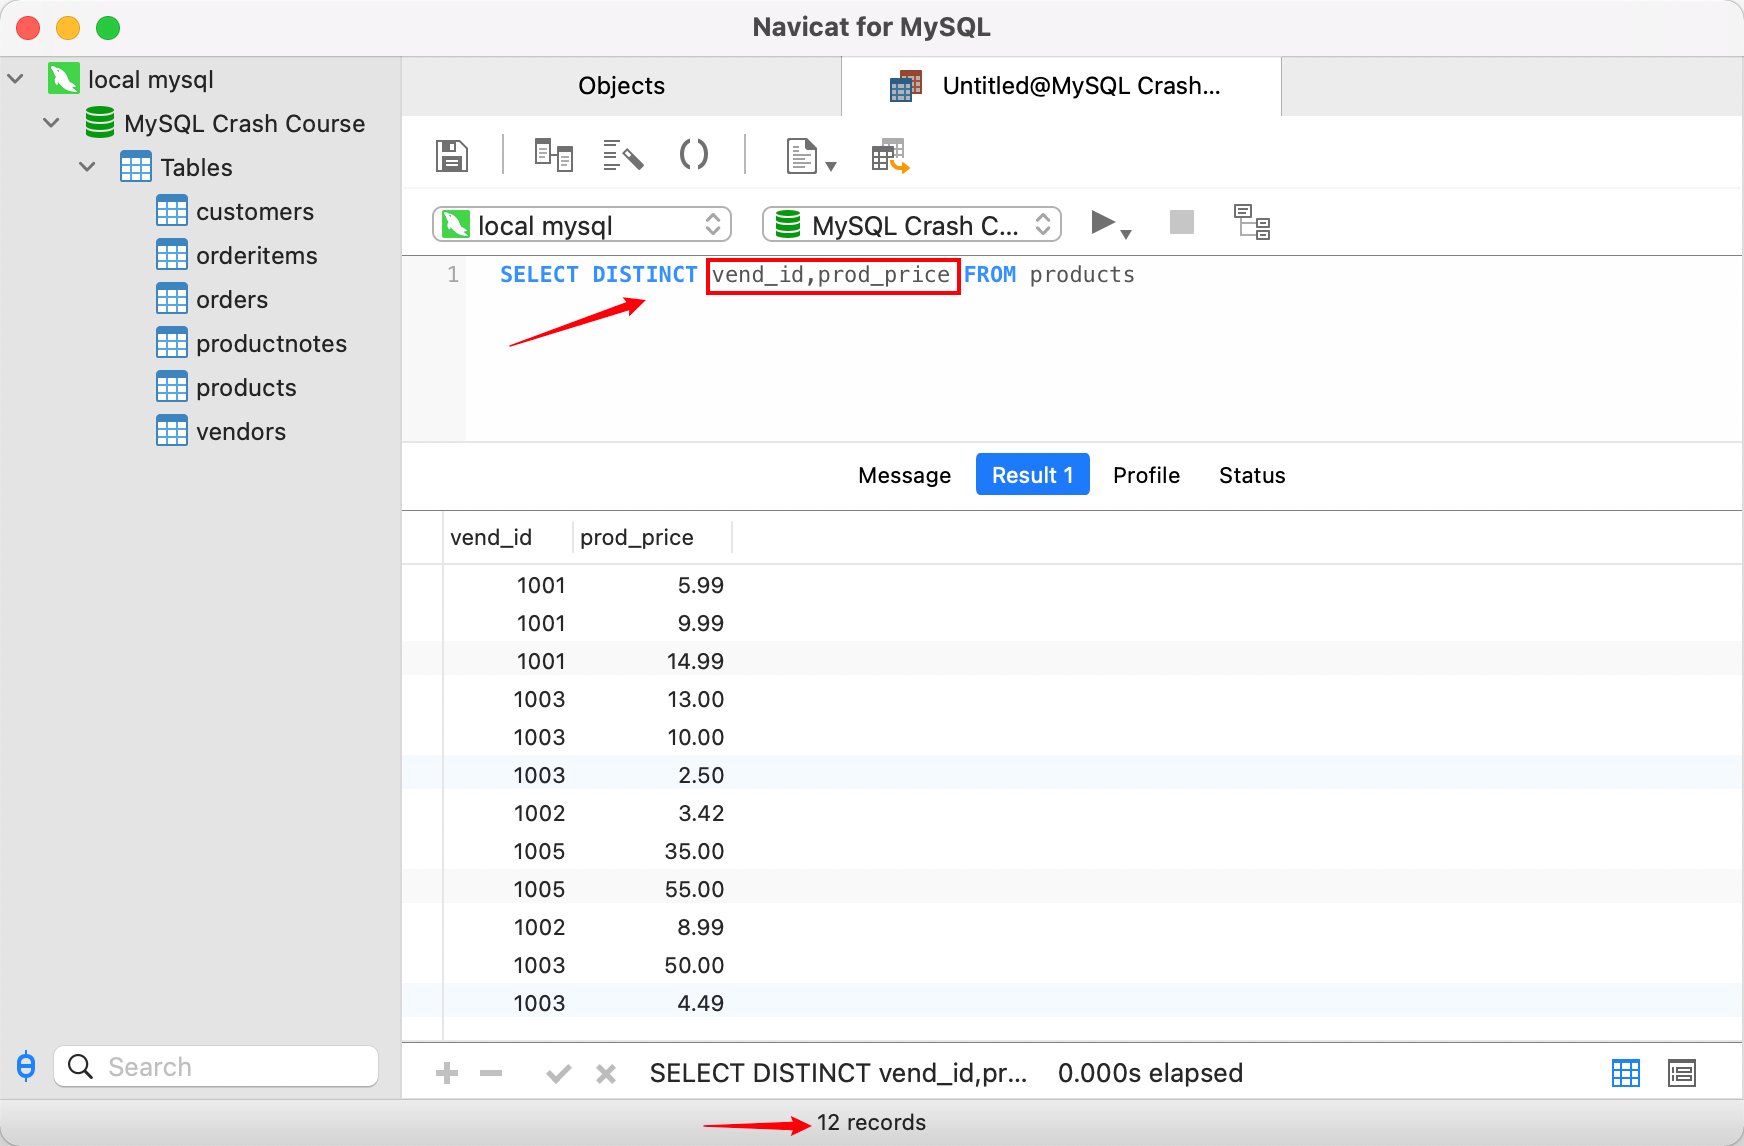 Navicat for MySQL
local mysql
MySQL Crash Course
Tables
customers
orderitems
orders
productnotes
products
vendors
Search
Objects
Untitled@MySQL Crash...
local mysql
MySQL Crash C...
1 SELECT DISTINCT vend_id,prod_price FROM products
Message Result 1 Profile Status
vend_id prod_price
1001 5.99
1001 9.99
1001 14.99
1003 13.00
1003 10.00
1003 2.50
1002 3.42
1005 35.00
1005 55.00
1002 8.99
1003 50.00
1003 4.49
SELECT DISTINCT vend_id,pr... 0.000s elapsed
12 records